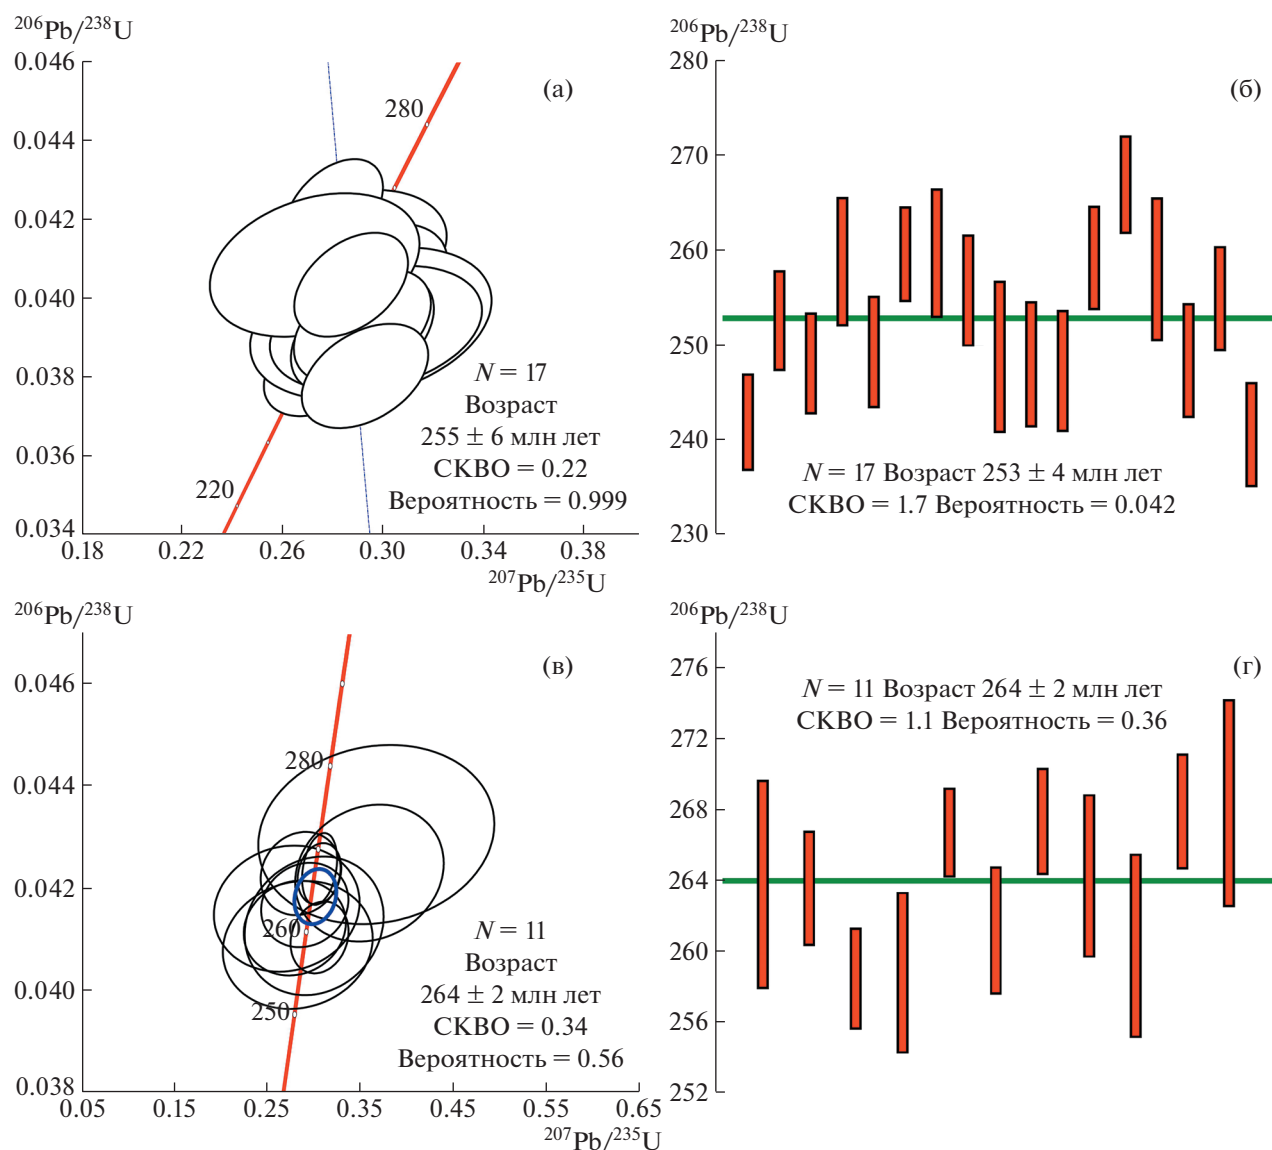 ²⁰⁶Pb/²³⁸U
0.046
0.044
0.042
0.040
0.038
0.036
0.034
0.18
0.22
0.26
0.30
0.34
0.38
²⁰⁷Pb/²³⁵U
(а)
280
220
N = 17
Возраст
255 ± 6 млн лет
СКВО = 0.22
Вероятность = 0.999
²⁰⁶Pb/²³⁸U
280
270
260
250
240
230
(б)
N = 17 Возраст 253 ± 4 млн лет
СКВО = 1.7 Вероятность = 0.042
²⁰⁶Pb/²³⁸U
0.046
0.044
0.042
0.040
0.038
0.05
0.15
0.25
0.35
0.45
0.55
0.65
²⁰⁷Pb/²³⁵U
(в)
280
260
250
N = 11
Возраст
264 ± 2 млн лет
СКВО = 0.34
Вероятность = 0.56
²⁰⁶Pb/²³⁸U
276
272
268
264
260
256
252
(г)
N = 11 Возраст 264 ± 2 млн лет
СКВО = 1.1 Вероятность = 0.36